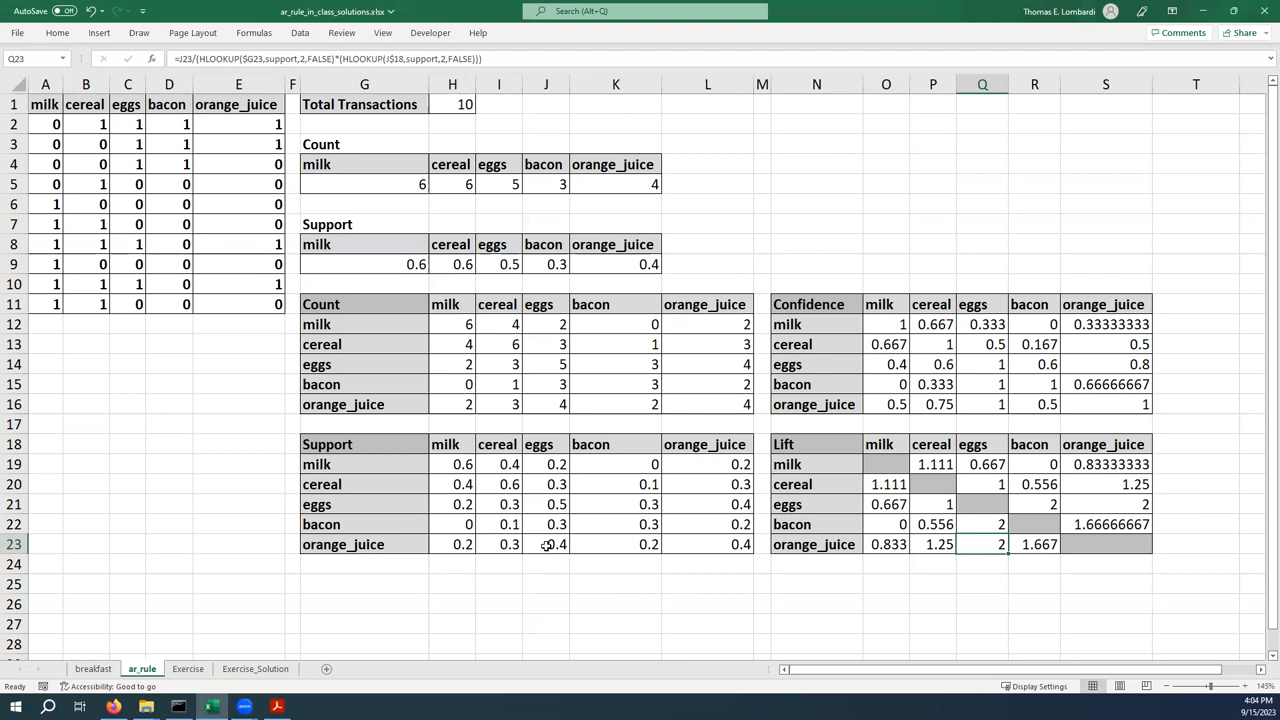 AutoSave Off ar_rule_in_class_solutions.xlsx Search (Alt+Q) Thomas E. Lombardi
File Home Insert Draw Page Layout Formulas Data Review View Developer Help Comments Share
Q23 fx =J23/(HLOOKUP($G23,support,2,FALSE)*(HLOOKUP(J$18,support,2,FALSE)))
A B C D E F G H I J K L M N O P Q R S T
1 milk cereal eggs bacon orange_juice Total Transactions 10
2 0 1 1 1 1
3 0 0 1 1 1 Count
4 0 0 1 1 0 milk cereal eggs bacon orange_juice
5 0 1 0 0 0 6 6 5 3 4
6 1 0 0 0 0
7 1 1 0 0 0 Support
8 1 1 1 0 1 milk cereal eggs bacon orange_juice
9 1 0 0 0 0 0.6 0.6 0.5 0.3 0.4
10 1 1 1 0 1
11 1 1 0 0 0 Count milk cereal eggs bacon orange_juice Confidence milk cereal eggs bacon orange_juice
12 milk 6 4 2 0 2 milk 1 0.667 0.333 0 0.33333333
13 cereal 4 6 3 1 3 cereal 0.667 1 0.5 0.167 0.5
14 eggs 2 3 5 3 4 eggs 0.4 0.6 1 0.6 0.8
15 bacon 0 1 3 3 2 bacon 0 0.333 1 1 0.66666667
16 orange_juice 2 3 4 2 4 orange_juice 0.5 0.75 1 0.5 1
17
18 Support milk cereal eggs bacon orange_juice Lift milk cereal eggs bacon orange_juice
19 milk 0.6 0.4 0.2 0 0.2 milk 1.111 0.667 0 0.83333333
20 cereal 0.4 0.6 0.3 0.1 0.3 cereal 1.111 1 0.556 1.25
21 eggs 0.2 0.3 0.5 0.3 0.4 eggs 0.667 1 2 2
22 bacon 0 0.1 0.3 0.3 0.2 bacon 0 0.556 2 1.66666667
23 orange_juice 0.2 0.3 0.4 0.2 0.4 orange_juice 0.833 1.25 2 1.667
24
25
26
27
28
breakfast ar_rule Exercise Exercise_Solution
Ready Accessibility: Good to go Display Settings 145%
4:04 PM
9/15/2023